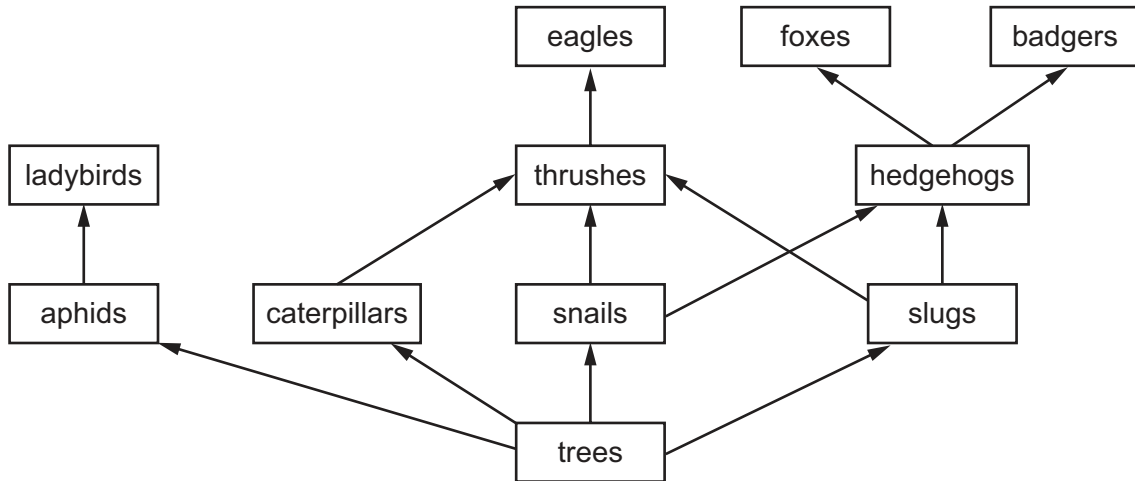 eagles
foxes
badgers
ladybirds
thrushes
hedgehogs
aphids
caterpillars
snails
slugs
trees